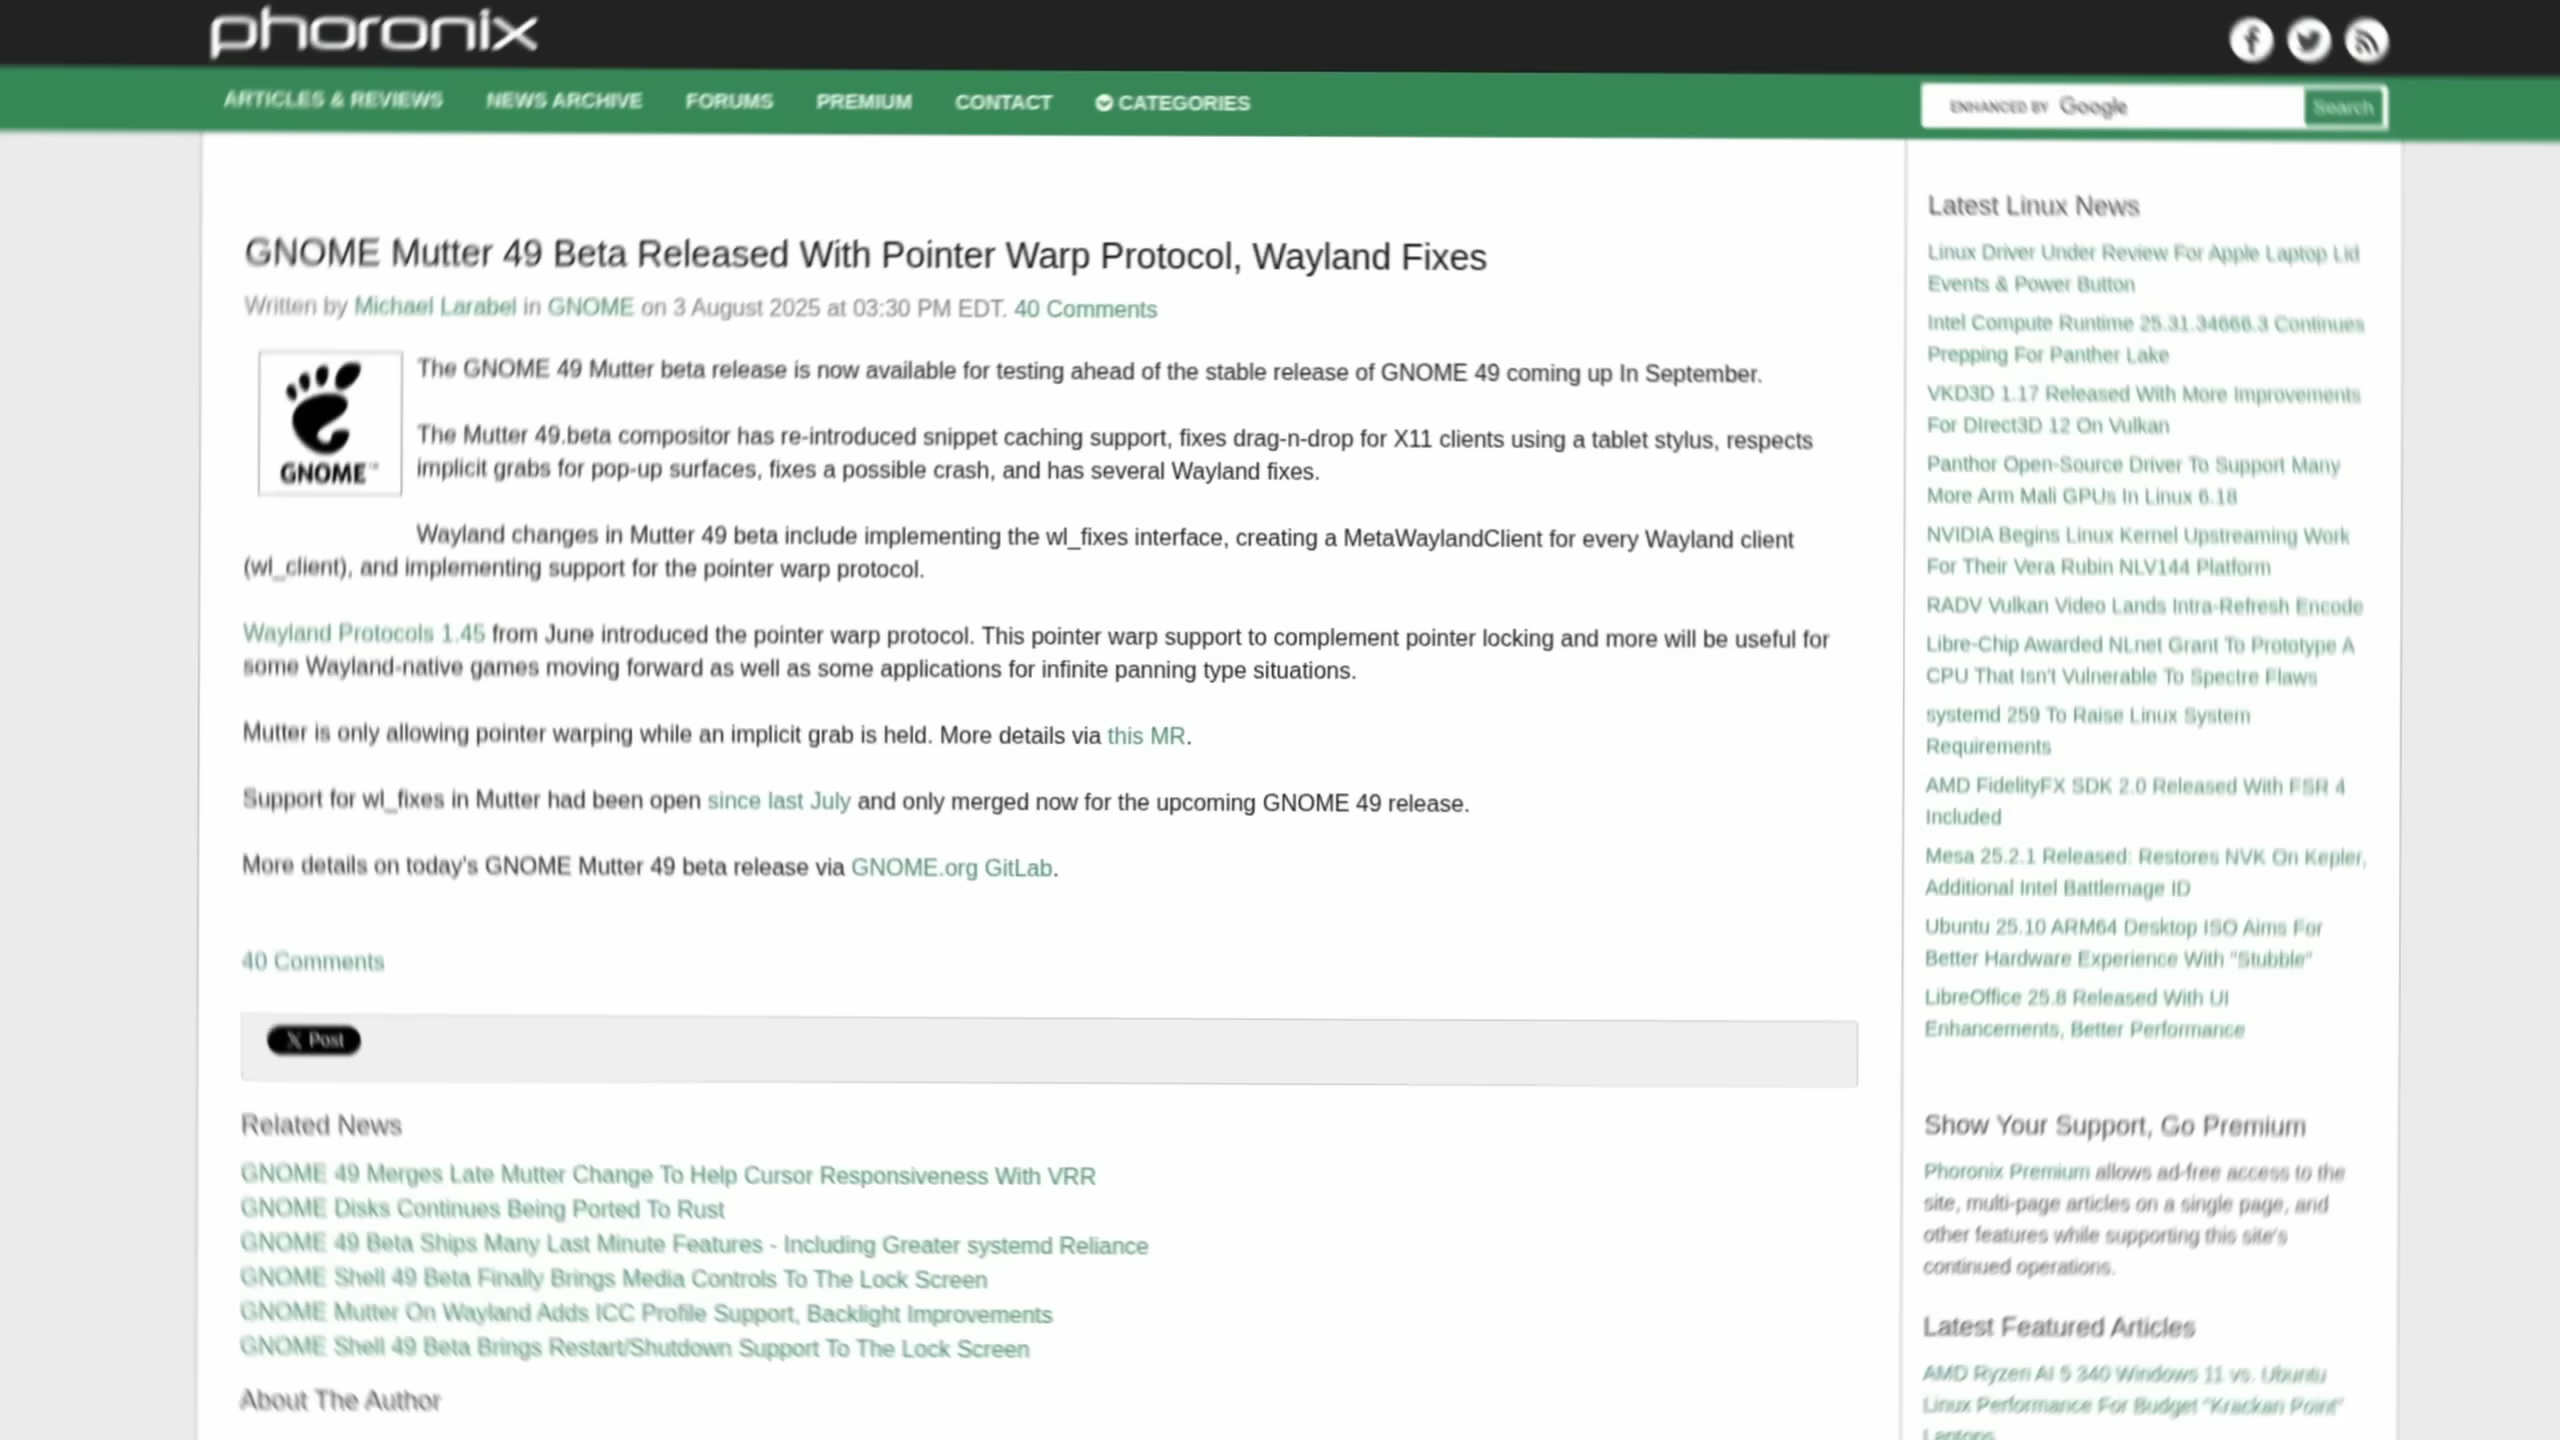 phoronix
ARTICLES & REVIEWS NEWS ARCHIVE FORUMS PREMIUM CONTACT CATEGORIES
ENHANCED BY Google Search
GNOME Mutter 49 Beta Released With Pointer Warp Protocol, Wayland Fixes
Written by Michael Larabel in GNOME on 3 August 2025 at 03:30 PM EDT. 40 Comments
GNOME™
The GNOME 49 Mutter beta release is now available for testing ahead of the stable release of GNOME 49 coming up In September.
The Mutter 49.beta compositor has re-introduced snippet caching support, fixes drag-n-drop for X11 clients using a tablet stylus, respects
implicit grabs for pop-up surfaces, fixes a possible crash, and has several Wayland fixes.
Wayland changes in Mutter 49 beta include implementing the wl_fixes interface, creating a MetaWaylandClient for every Wayland client
(wl_client), and implementing support for the pointer warp protocol.
Wayland Protocols 1.45 from June introduced the pointer warp protocol. This pointer warp support to complement pointer locking and more will be useful for
some Wayland-native games moving forward as well as some applications for infinite panning type situations.
Mutter is only allowing pointer warping while an implicit grab is held. More details via this MR.
Support for wl_fixes in Mutter had been open since last July and only merged now for the upcoming GNOME 49 release.
More details on today's GNOME Mutter 49 beta release via GNOME.org GitLab.
40 Comments
X Post
Related News
GNOME 49 Merges Late Mutter Change To Help Cursor Responsiveness With VRR
GNOME Disks Continues Being Ported To Rust
GNOME 49 Beta Ships Many Last Minute Features - Including Greater systemd Reliance
GNOME Shell 49 Beta Finally Brings Media Controls To The Lock Screen
GNOME Mutter On Wayland Adds ICC Profile Support, Backlight Improvements
GNOME Shell 49 Beta Brings Restart/Shutdown Support To The Lock Screen
About The Author
Latest Linux News
Linux Driver Under Review For Apple Laptop Lid
Events & Power Button
Intel Compute Runtime 25.31.34666.3 Continues
Prepping For Panther Lake
VKD3D 1.17 Released With More Improvements
For Direct3D 12 On Vulkan
Panthor Open-Source Driver To Support Many
More Arm Mali GPUs In Linux 6.18
NVIDIA Begins Linux Kernel Upstreaming Work
For Their Vera Rubin NLV144 Platform
RADV Vulkan Video Lands Intra-Refresh Encode
Libre-Chip Awarded NLnet Grant To Prototype A
CPU That Isn't Vulnerable To Spectre Flaws
systemd 259 To Raise Linux System
Requirements
AMD FidelityFX SDK 2.0 Released With FSR 4
Included
Mesa 25.2.1 Released: Restores NVK On Kepler,
Additional Intel Battlemage ID
Ubuntu 25.10 ARM64 Desktop ISO Aims For
Better Hardware Experience With "Stubble"
LibreOffice 25.8 Released With UI
Enhancements, Better Performance
Show Your Support, Go Premium
Phoronix Premium allows ad-free access to the
site, multi-page articles on a single page, and
other features while supporting this site's
continued operations.
Latest Featured Articles
AMD Ryzen AI 5 340 Windows 11 vs. Ubuntu
Linux Performance For Budget "Krackan Point"
Laptops